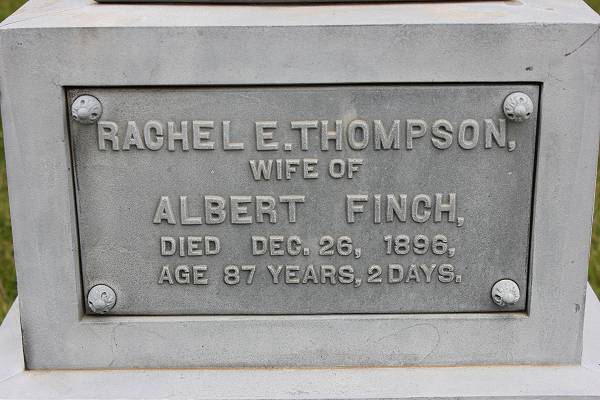 RACHEL E. THOMPSON,
WIFE OF
ALBERT FINCH,
DIED DEC. 26, 1896,
AGE 87 YEARS, 2 DAYS.